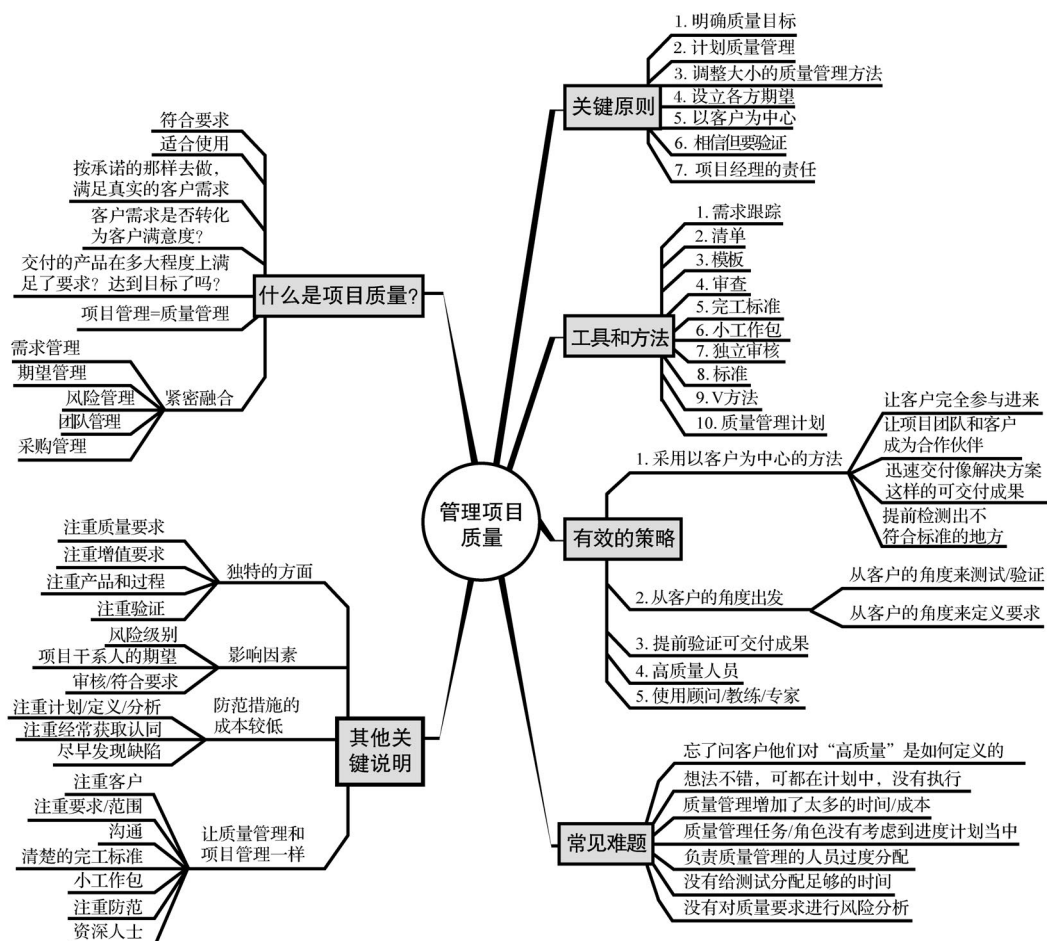 管理项目
质量
什么是项目质量?
符合要求
适合使用
按承诺的那样去做，
满足真实的客户需求
客户需求是否转化
为客户满意度?
交付的产品在多大程度上满
足了要求? 达到目标了吗?
项目管理=质量管理
紧密融合
需求管理
期望管理
风险管理
团队管理
采购管理
关键原则
1. 明确质量目标
2. 计划质量管理
3. 调整大小的质量管理方法
4. 设立各方期望
5. 以客户为中心
6. 相信但要验证
7. 项目经理的责任
工具和方法
1. 需求跟踪
2. 清单
3. 模板
4. 审查
5. 完工标准
6. 小工作包
7. 独立审核
8. 标准
9. V方法
10. 质量管理计划
有效的策略
1. 采用以客户为中心的方法
让客户完全参与进来
让项目团队和客户
成为合作伙伴
迅速交付像解决方案
这样的可交付成果
提前检测出不
符合标准的地方
2. 从客户的角度出发
从客户的角度来测试/验证
从客户的角度来定义要求
3. 提前验证可交付成果
4. 高质量人员
5. 使用顾问/教练/专家
常见难题
忘了问客户他们对“高质量”是如何定义的
想法不错，可都在计划中，没有执行
质量管理增加了太多的时间/成本
质量管理任务/角色没有考虑到进度计划当中
负责质量管理的人员过度分配
没有给测试分配足够的时间
没有对质量要求进行风险分析
其他关
键说明
独特的方面
注重质量要求
注重增值要求
注重产品和过程
注重验证
影响因素
风险级别
项目干系人的期望
审核/符合要求
防范措施的
成本较低
注重计划/定义/分析
注重经常获取认同
尽早发现缺陷
让质量管理和
项目管理一样
注重客户
注重要求/范围
沟通
清楚的完工标准
小工作包
注重防范
资深人士